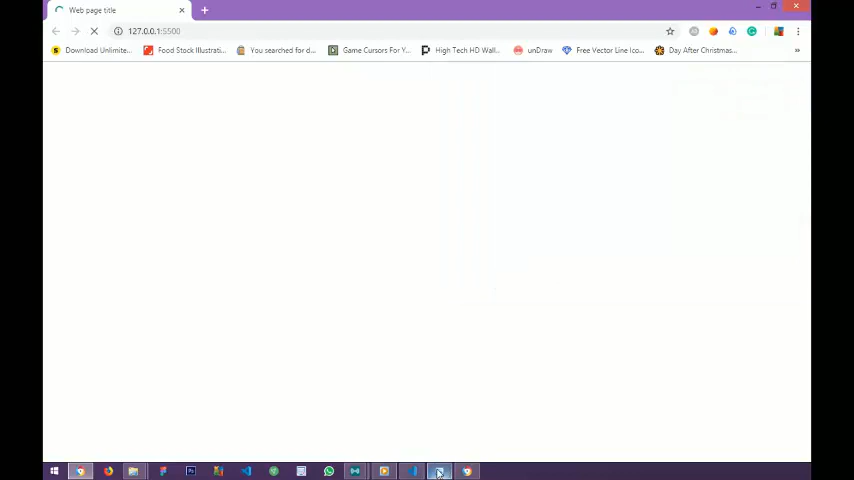 Web page title
127.0.0.1:5500
Download Unlimite... Food Stock Illustrati... You searched for d... Game Cursors For Y... High Tech HD Wall... unDraw Free Vector Line Ico... Day After Christmas... »